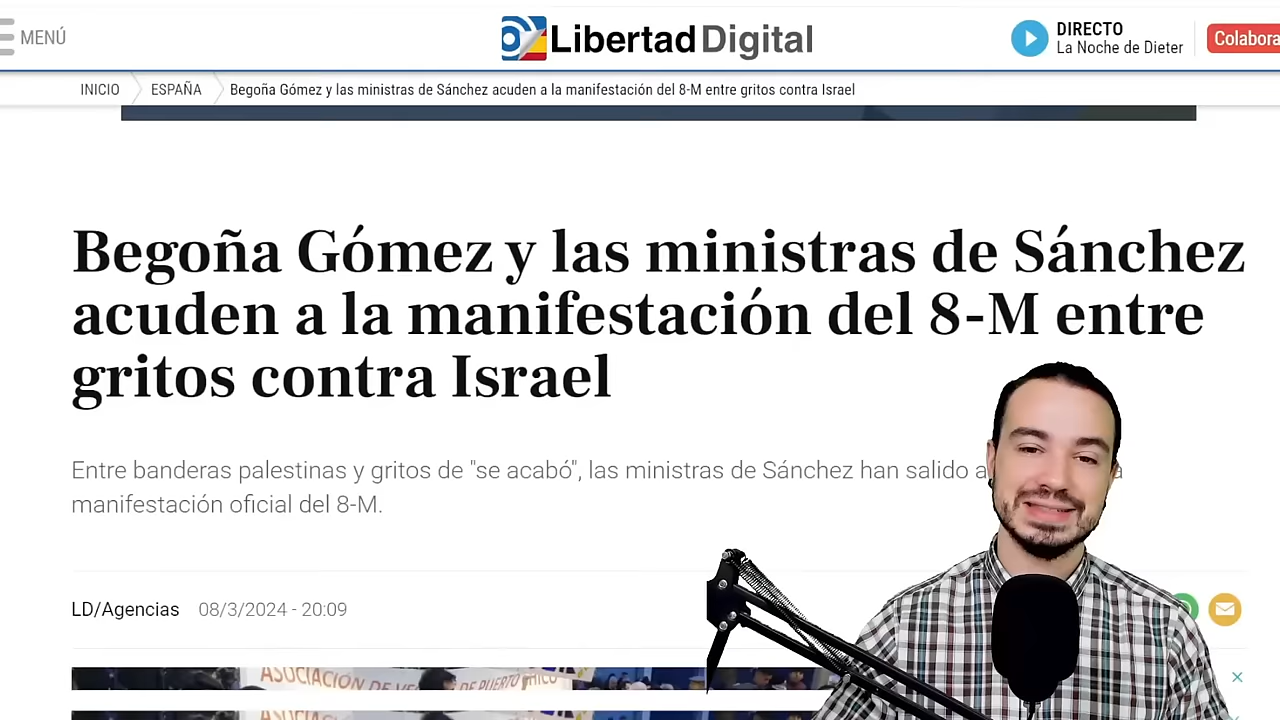 MENÚ
Libertad Digital
DIRECTO
La Noche de Dieter
Colabora
INICIO
ESPAÑA
Begoña Gómez y las ministras de Sánchez acuden a la manifestación del 8-M entre gritos contra Israel
Begoña Gómez y las ministras de Sánchez
acuden a la manifestación del 8-M entre
gritos contra Israel
Entre banderas palestinas y gritos de "se acabó", las ministras de Sánchez han salido a
manifestación oficial del 8-M.
LD/Agencias 08/3/2024 - 20:09
ASOCIACION DE
DE PUERTO